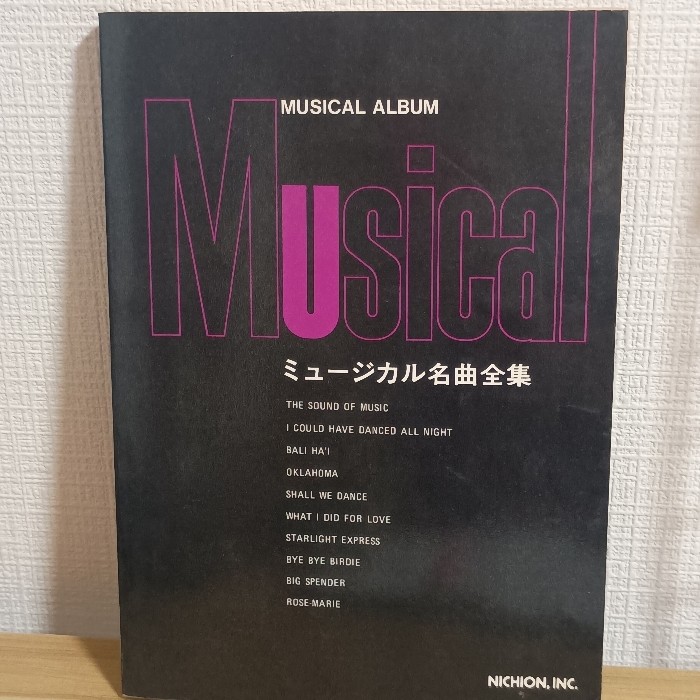 MUSICAL ALBUM
Musical
ミュージカル名曲全集
THE SOUND OF MUSIC
I COULD HAVE DANCED ALL NIGHT
BALI HA'I
OKLAHOMA
SHALL WE DANCE
WHAT I DID FOR LOVE
STARLIGHT EXPRESS
BYE BYE BIRDIE
BIG SPENDER
ROSE-MARIE
NICHION, INC.